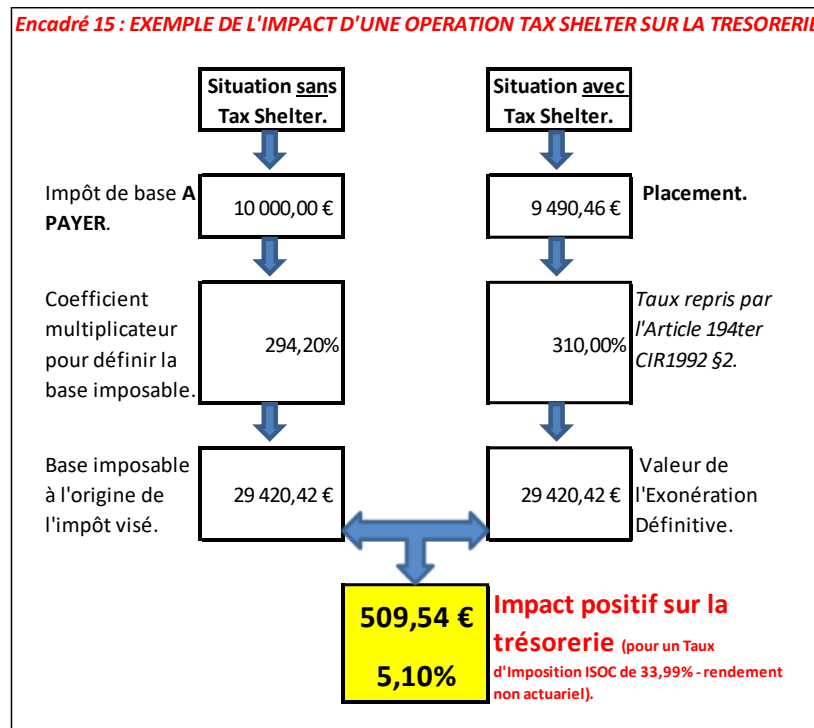 Encadré 15 : EXEMPLE DE L'IMPACT D'UNE OPERATION TAX SHELTER SUR LA TRESORERIE
Situation sans
Tax Shelter.
Situation avec
Tax Shelter.
Impôt de base A
PAYER.
10 000,00 €
9 490,46 €
Placement.
Coefficient
multiplicateur
pour définir la
base imposable.
294,20%
310,00%
Taux repris par
l'Article 194ter
CIR1992 §2.
Base imposable
à l'origine de
l'impôt visé.
29 420,42 €
29 420,42 €
Valeur de
l'Exonération
Définitive.
509,54 €
5,10%
Impact positif sur la
trésorerie (pour un Taux
d'Imposition ISOC de 33,99% - rendement
non actuariel).